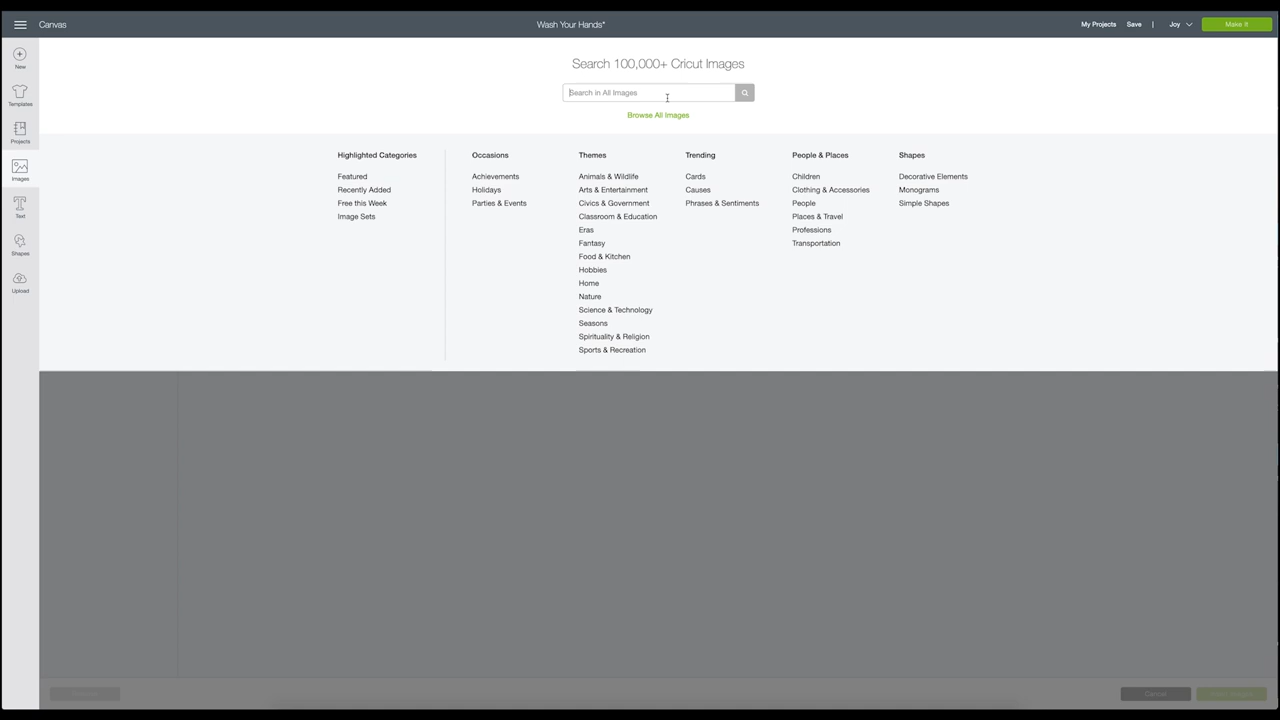 Canvas
Wash Your Hands*
My Projects
Save
|
Joy
Make It
New
Templates
Projects
Images
Text
Shapes
Upload
Search 100,000+ Cricut Images
Search in All Images
Browse All Images
Highlighted Categories
Featured
Recently Added
Free this Week
Image Sets
Occasions
Achievements
Holidays
Parties & Events
Themes
Animals & Wildlife
Arts & Entertainment
Civics & Government
Classroom & Education
Eras
Fantasy
Food & Kitchen
Hobbies
Home
Nature
Science & Technology
Seasons
Spirituality & Religion
Sports & Recreation
Trending
Cards
Causes
Phrases & Sentiments
People & Places
Children
Clothing & Accessories
People
Places & Travel
Professions
Transportation
Shapes
Decorative Elements
Monograms
Simple Shapes
Cancel